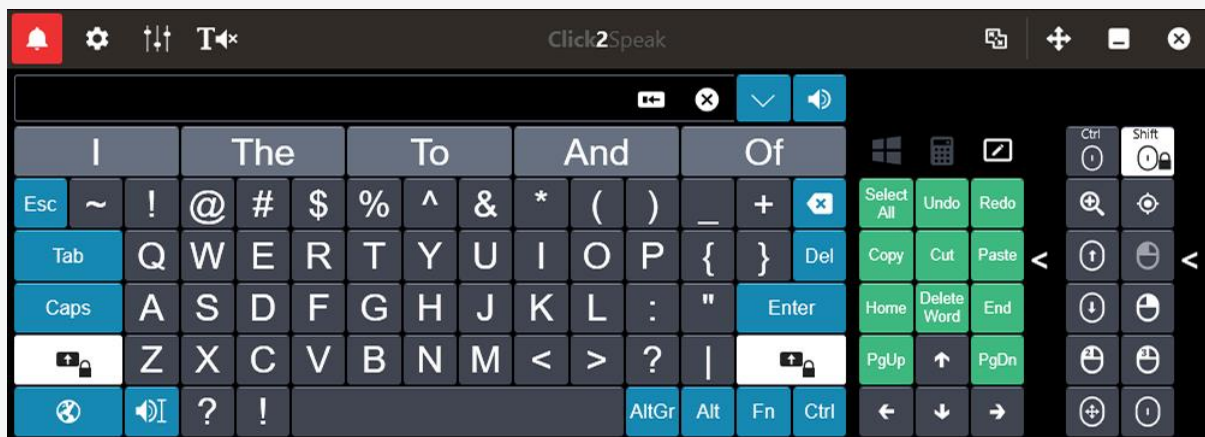 T
Click2Speak
I The To And Of Ctrl Shift
Esc ~ ! @ # $ % ^ & * ( ) _ + Select All Undo Redo
Tab Q W E R T Y U I O P { } Del Copy Cut Paste < <
Caps A S D F G H J K L : " Enter Home Delete Word End
Z X C V B N M < > ? | PgUp PgDn
? ! AltGr Alt Fn Ctrl